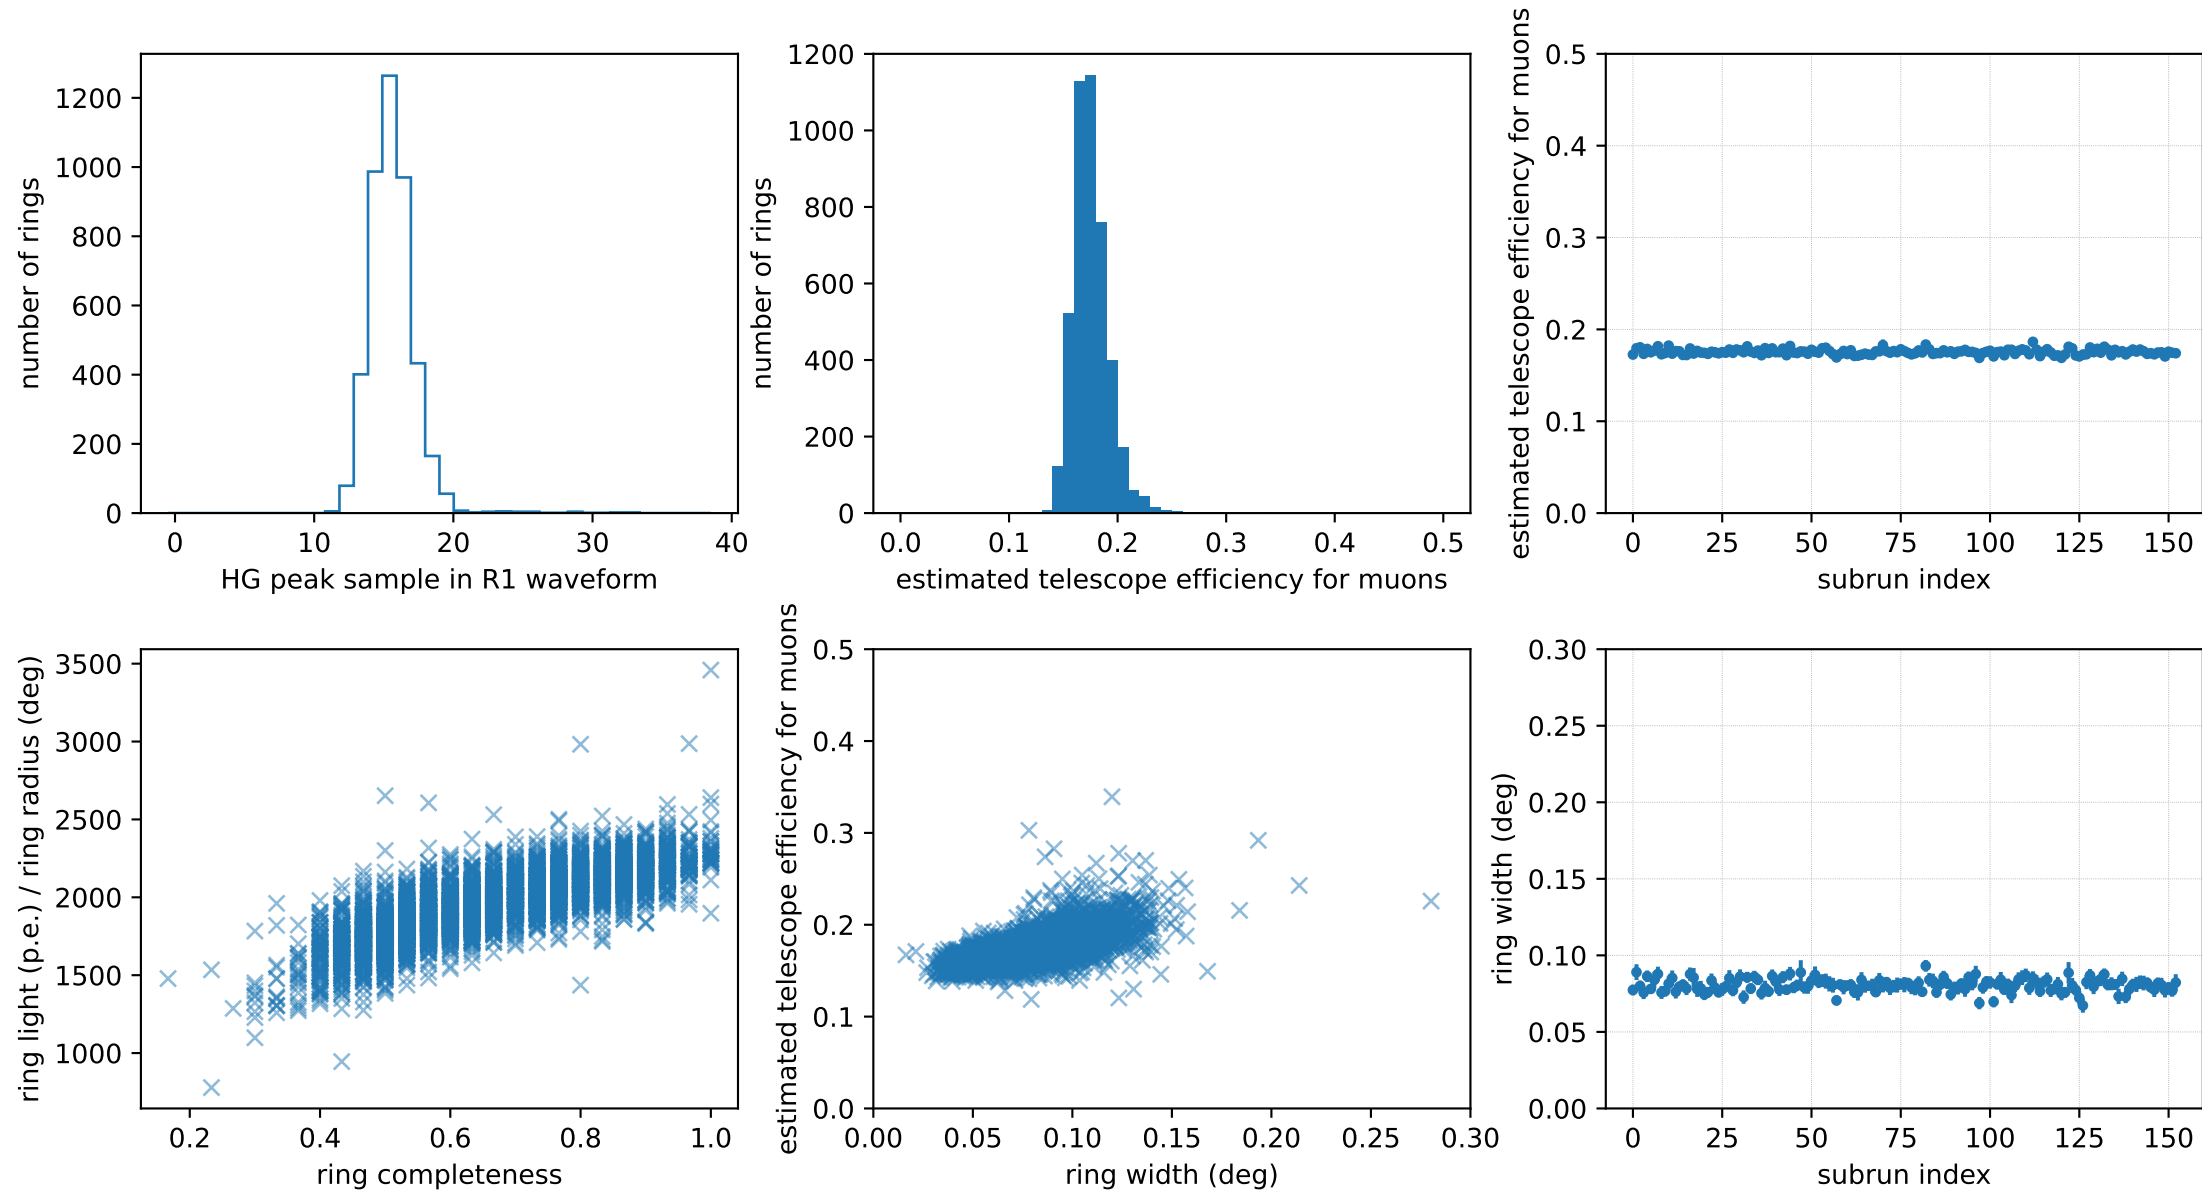 number of rings
1200
1000
800
600
400
200
0
0 10 20 30 40
HG peak sample in R1 waveform
number of rings
1200
1000
800
600
400
200
0
0.0 0.1 0.2 0.3 0.4 0.5
estimated telescope efficiency for muons
estimated telescope efficiency for muons
0.5
0.4
0.3
0.2
0.1
0.0
0 25 50 75 100 125 150
subrun index
ring light (p.e.) / ring radius (deg)
3500
3000
2500
2000
1500
1000
0.2 0.4 0.6 0.8 1.0
ring completeness
estimated telescope efficiency for muons
0.5
0.4
0.3
0.2
0.1
0.0
0.00 0.05 0.10 0.15 0.20 0.25 0.30
ring width (deg)
ring width (deg)
0.30
0.25
0.20
0.15
0.10
0.05
0.00
0 25 50 75 100 125 150
subrun index